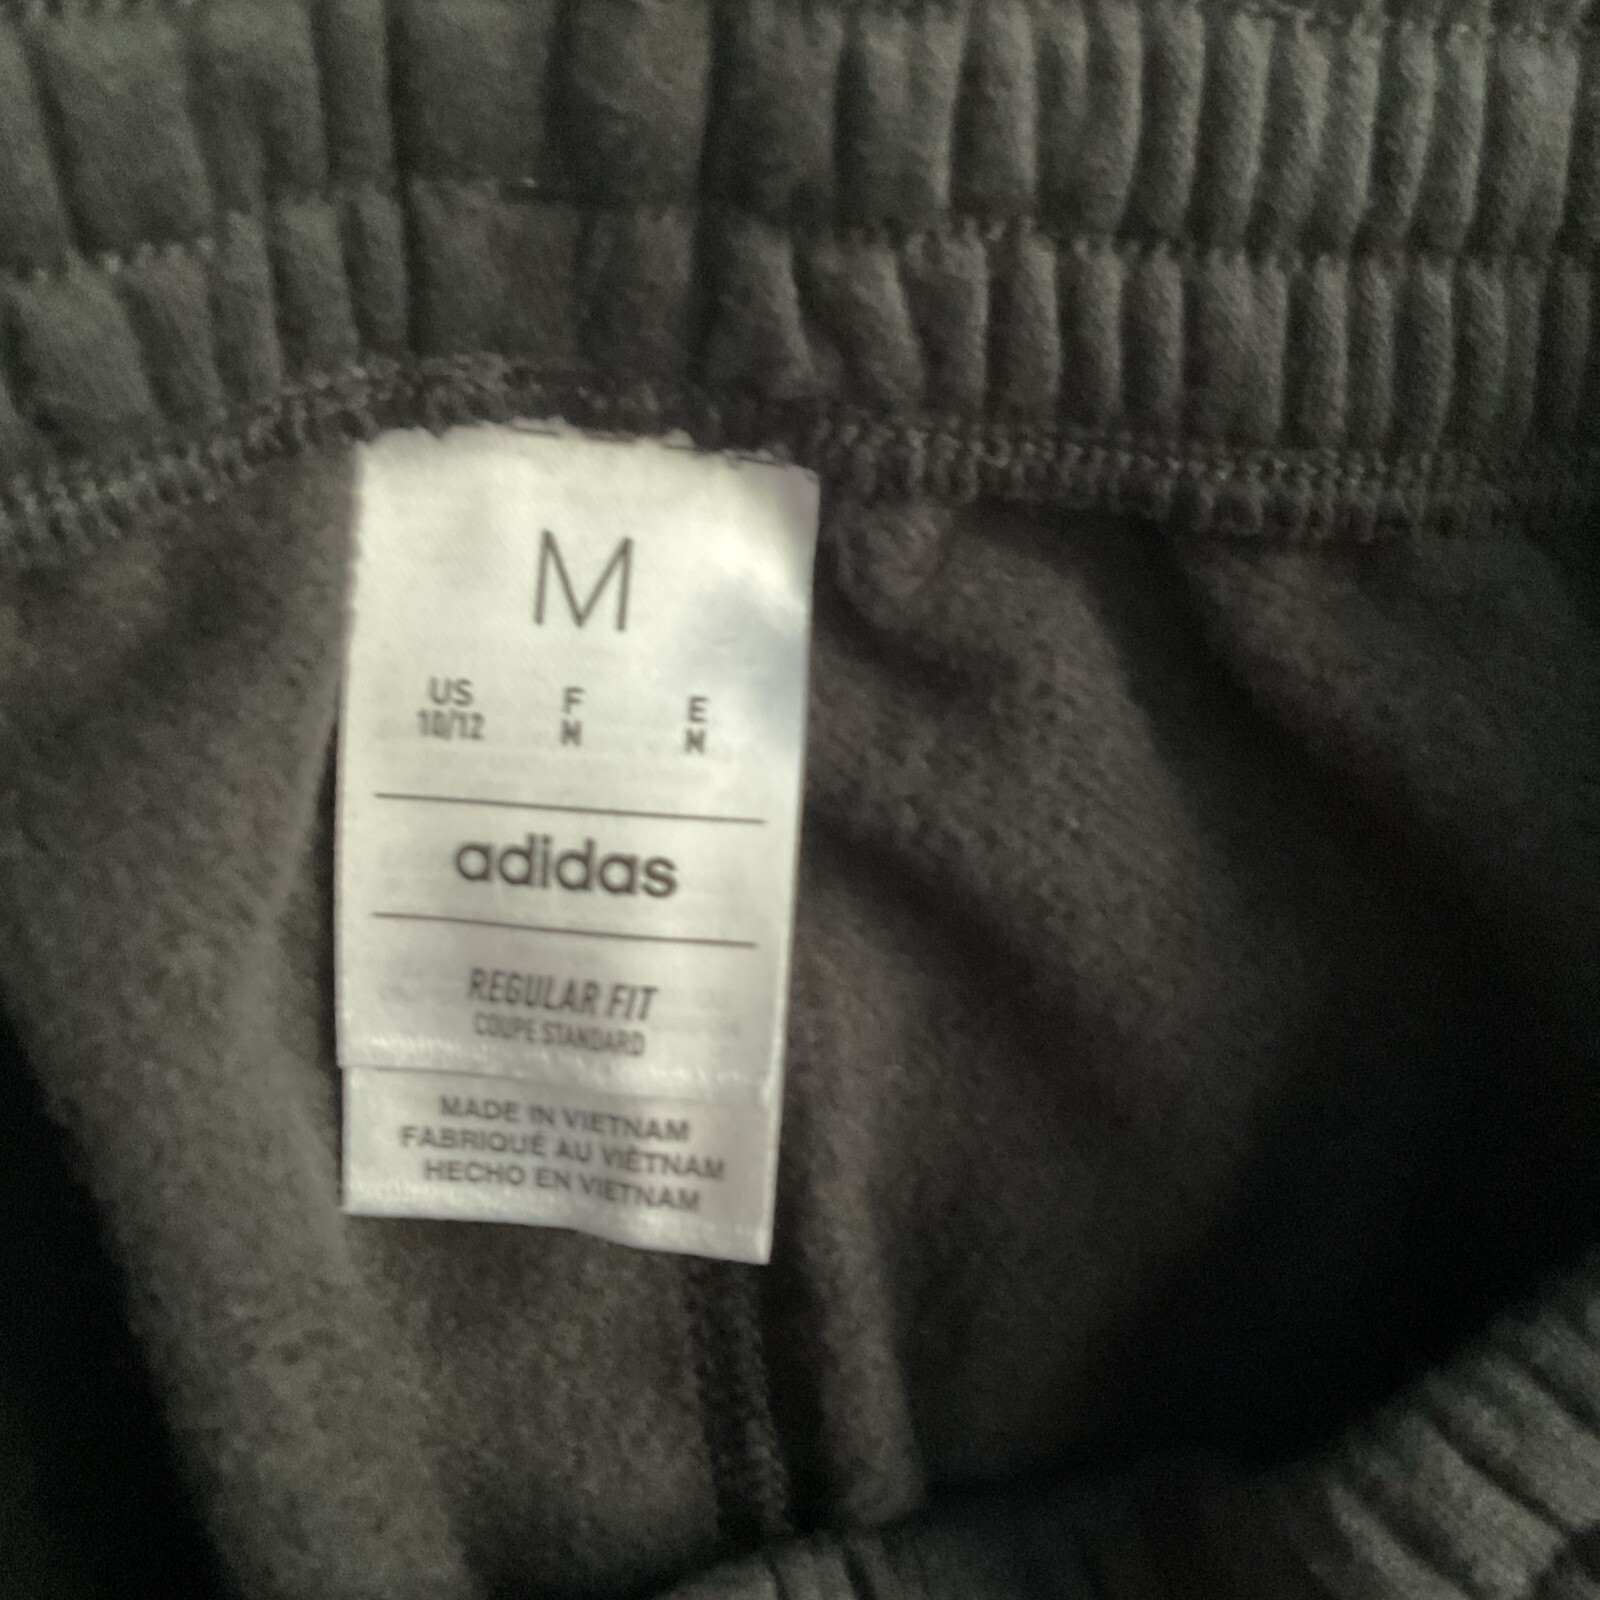 M
US F E
10/12 M M
adidas
REGULAR FIT
COUPE STANDARD
MADE IN VIETNAM
FABRIQUÉ AU VIÊTNAM
HECHO EN VIETNAM